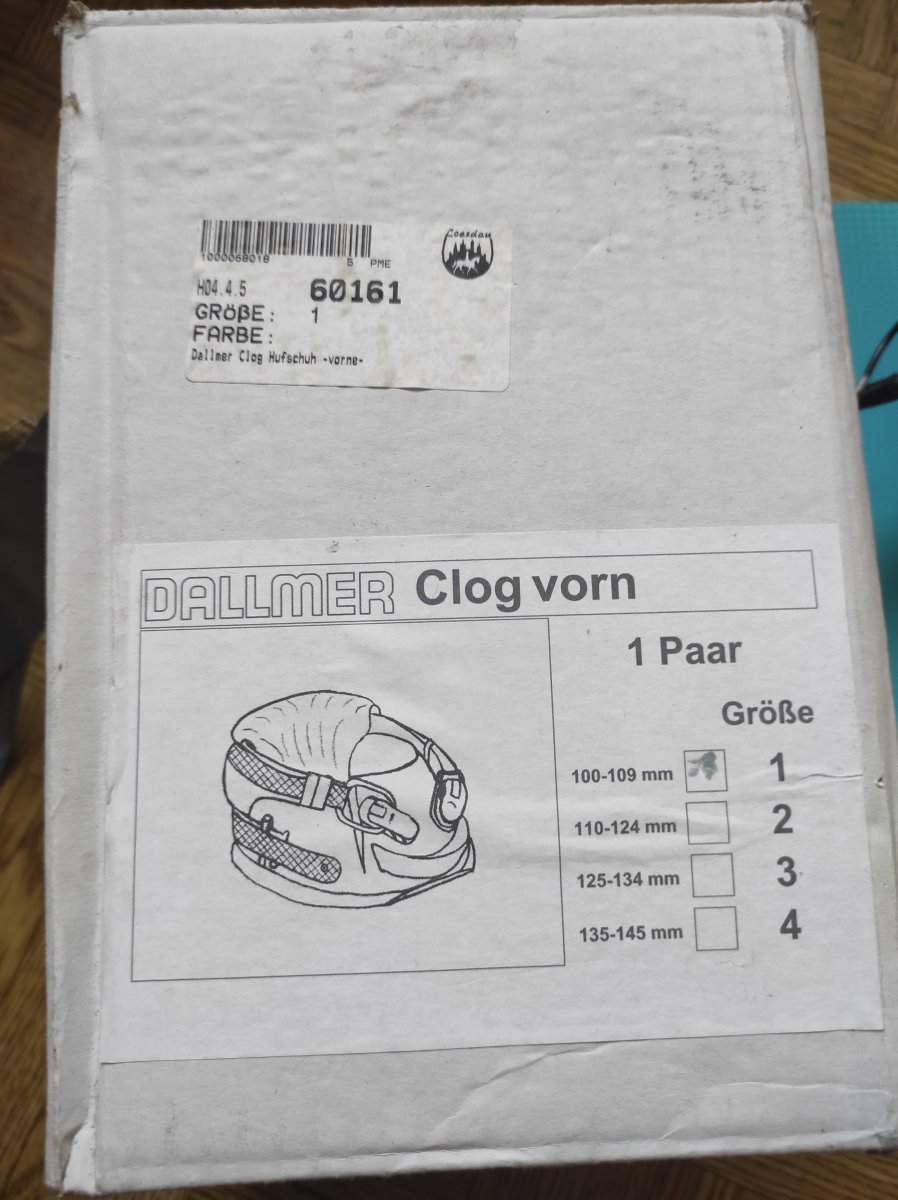 Loesdau
1000068018 5 PME
H04.4.5 60161
GRÖßE: 1
FARBE:
Dallmer Clog Hufschuh -vorne-
DALLMER Clog vorn
1 Paar
Größe
100-109 mm 1
110-124 mm 2
125-134 mm 3
135-145 mm 4